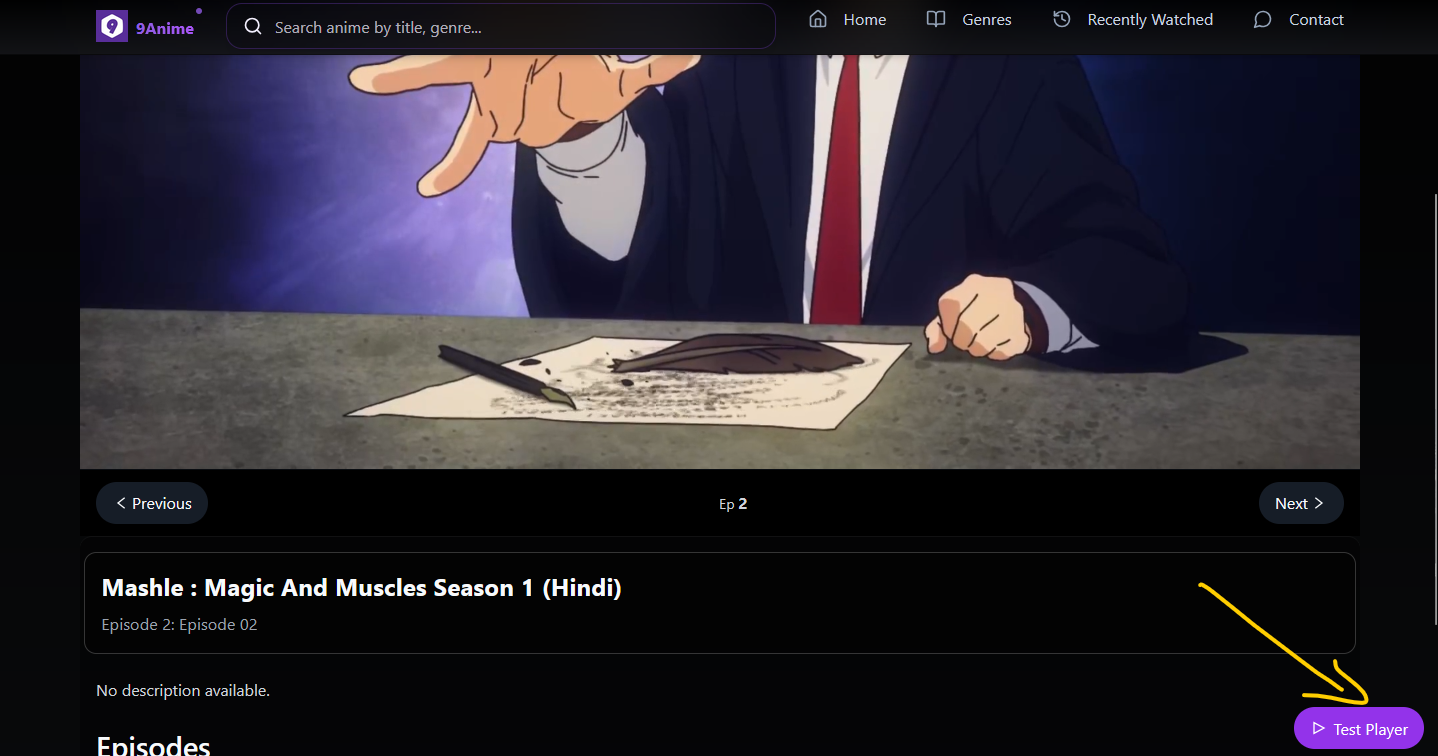 9Anime
Search anime by title, genre...
Home
Genres
Recently Watched
Contact
Previous
Ep 2
Next
Mashle : Magic And Muscles Season 1 (Hindi)
Episode 2: Episode 02
No description available.
Episodes
Test Player